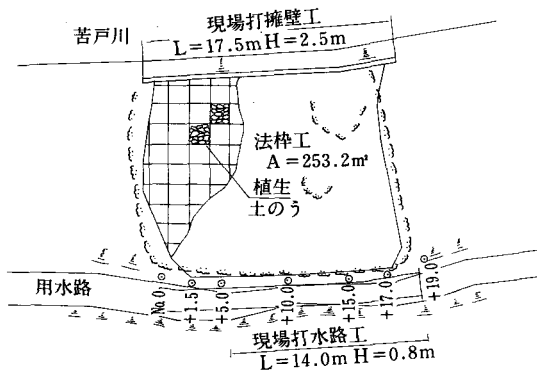 苦戸川
現場打擁壁工
L=17.5m H=2.5m
法枠工
A=253.2㎡
植生
土のう
用水路
No.0
+1.5
+5.0
+10.0
+15.0
+17.0
+19.0
現場打水路工
L=14.0m H=0.8m